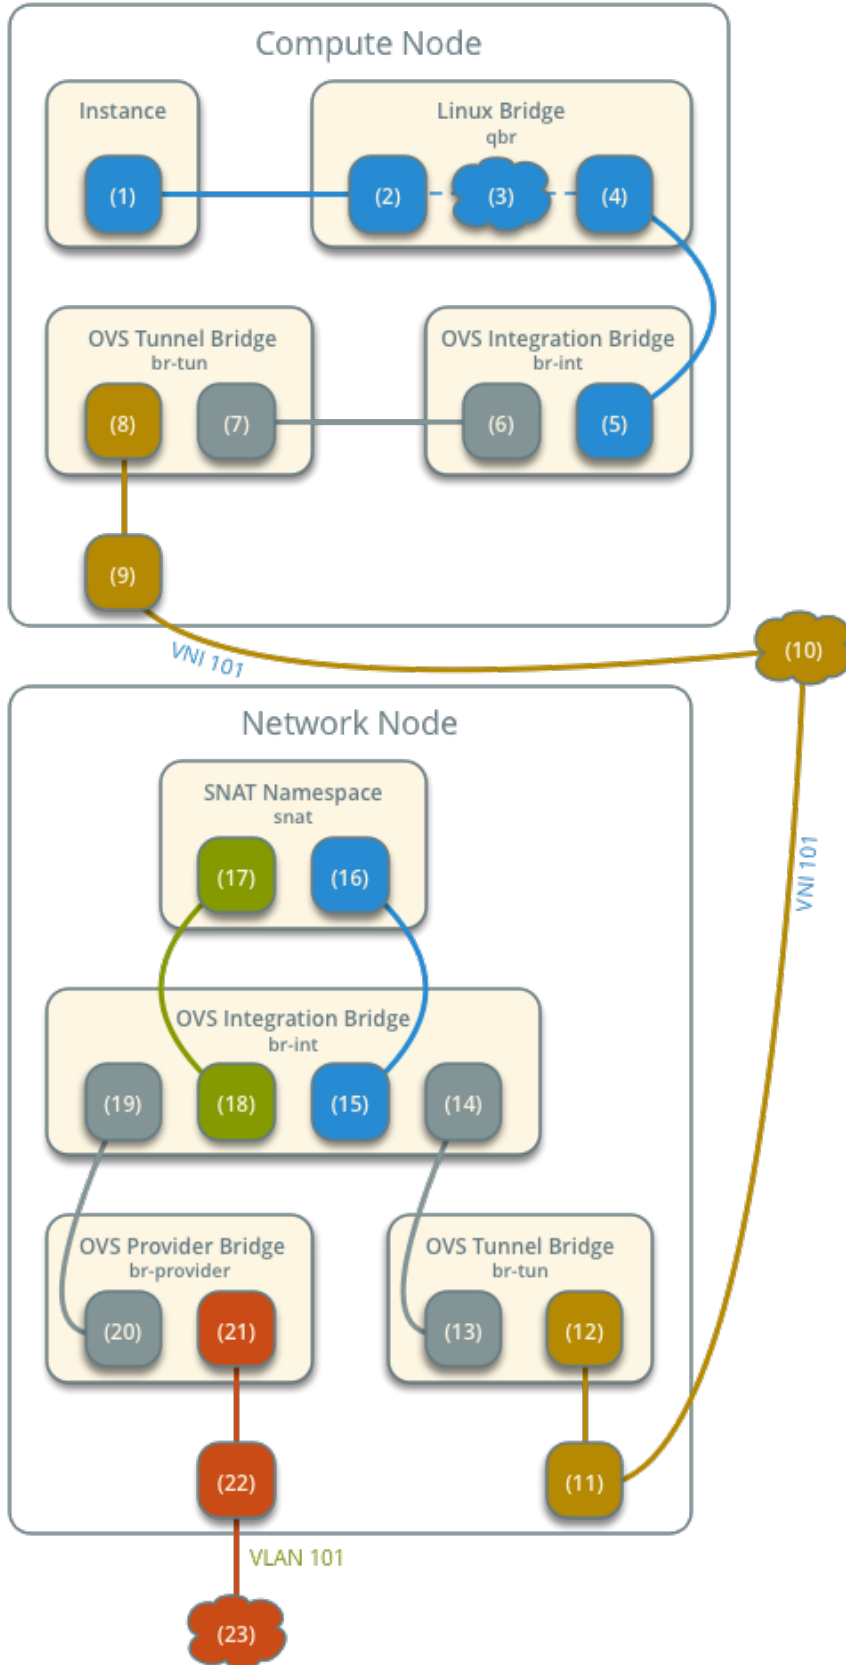 Compute Node
Instance
Linux Bridge
qbr
(1)
(2)
(3)
(4)
OVS Tunnel Bridge
br-tun
OVS Integration Bridge
br-int
(8)
(7)
(6)
(5)
(9)
VNI 101
(10)
Network Node
SNAT Namespace
snat
(17)
(16)
VNI 101
OVS Integration Bridge
br-int
(19)
(18)
(15)
(14)
OVS Provider Bridge
br-provider
OVS Tunnel Bridge
br-tun
(20)
(21)
(13)
(12)
(22)
(11)
VLAN 101
(23)